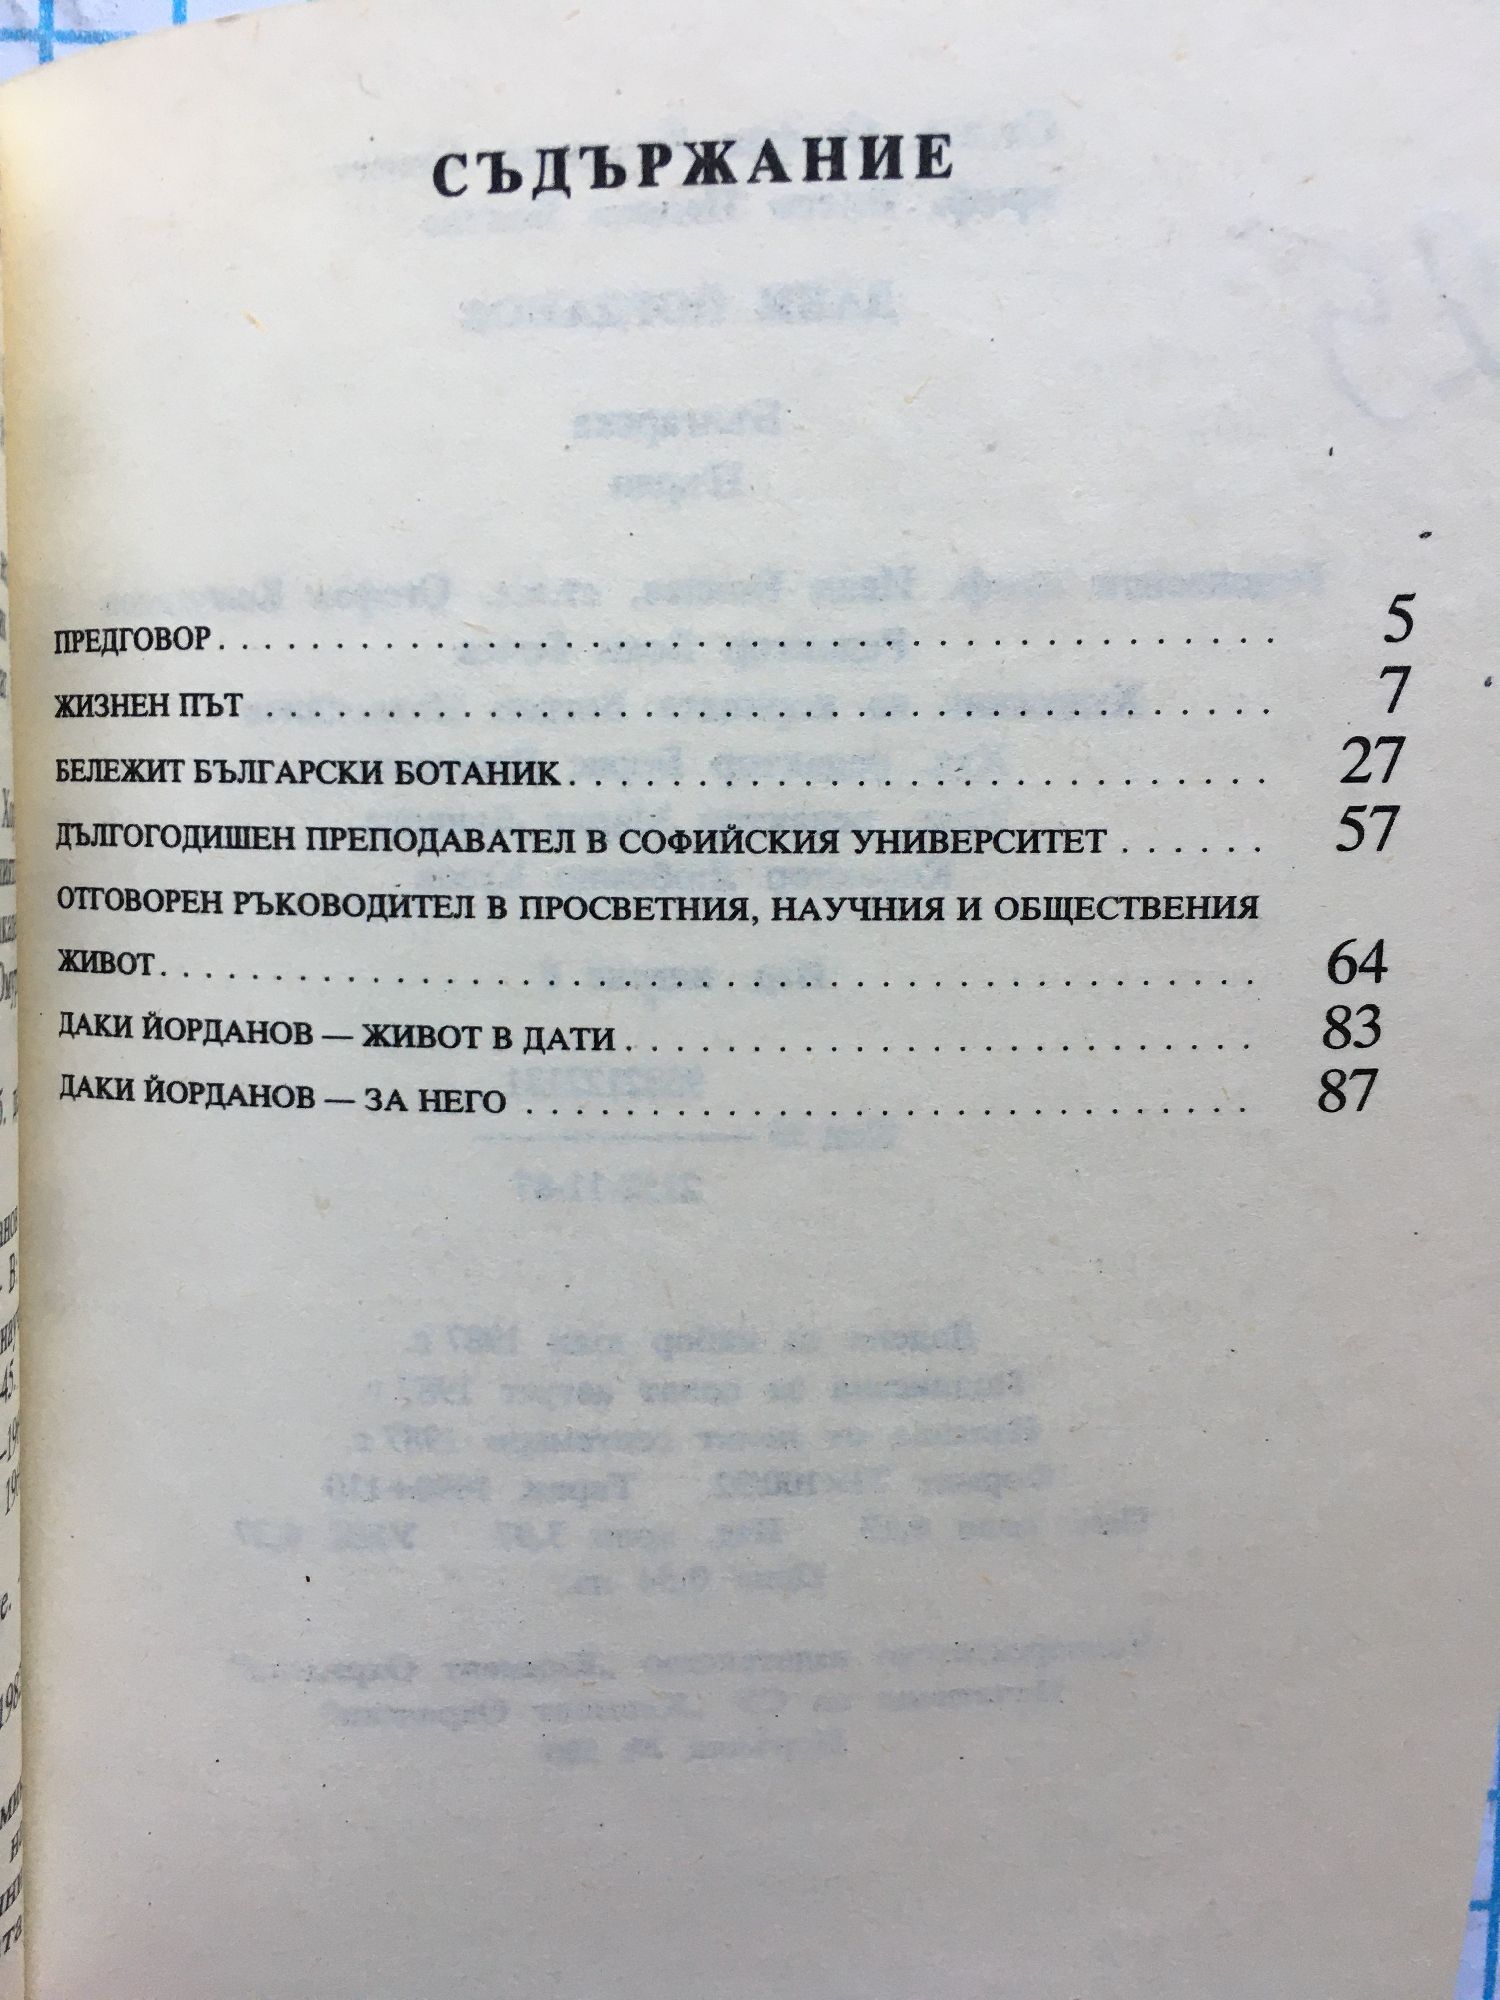 СЪДЪРЖАНИЕ
ПРЕДГОВОР. . . . . . . . . . . . . . . . . . . . . . . . . . . . . . . . . . . . . . . . . 5
ЖИЗНЕН ПЪТ . . . . . . . . . . . . . . . . . . . . . . . . . . . . . . . . . . . . . . . 7
БЕЛЕЖИТ БЪЛГАРСКИ БОТАНИК. . . . . . . . . . . . . . . . . . . . . . . . . . . 27
ДЪЛГОГОДИШЕН ПРЕПОДАВАТЕЛ В СОФИЙСКИЯ УНИВЕРСИТЕТ . . . . . . 57
ОТГОВОРЕН РЪКОВОДИТЕЛ В ПРОСВЕТНИЯ, НАУЧНИЯ И ОБЩЕСТВЕНИЯ
ЖИВОТ. . . . . . . . . . . . . . . . . . . . . . . . . . . . . . . . . . . . . . . . . . . 64
ДАКИ ЙОРДАНОВ — ЖИВОТ В ДАТИ. . . . . . . . . . . . . . . . . . . . . . . . . 83
ДАКИ ЙОРДАНОВ — ЗА НЕГО . . . . . . . . . . . . . . . . . . . . . . . . . . . . . 87